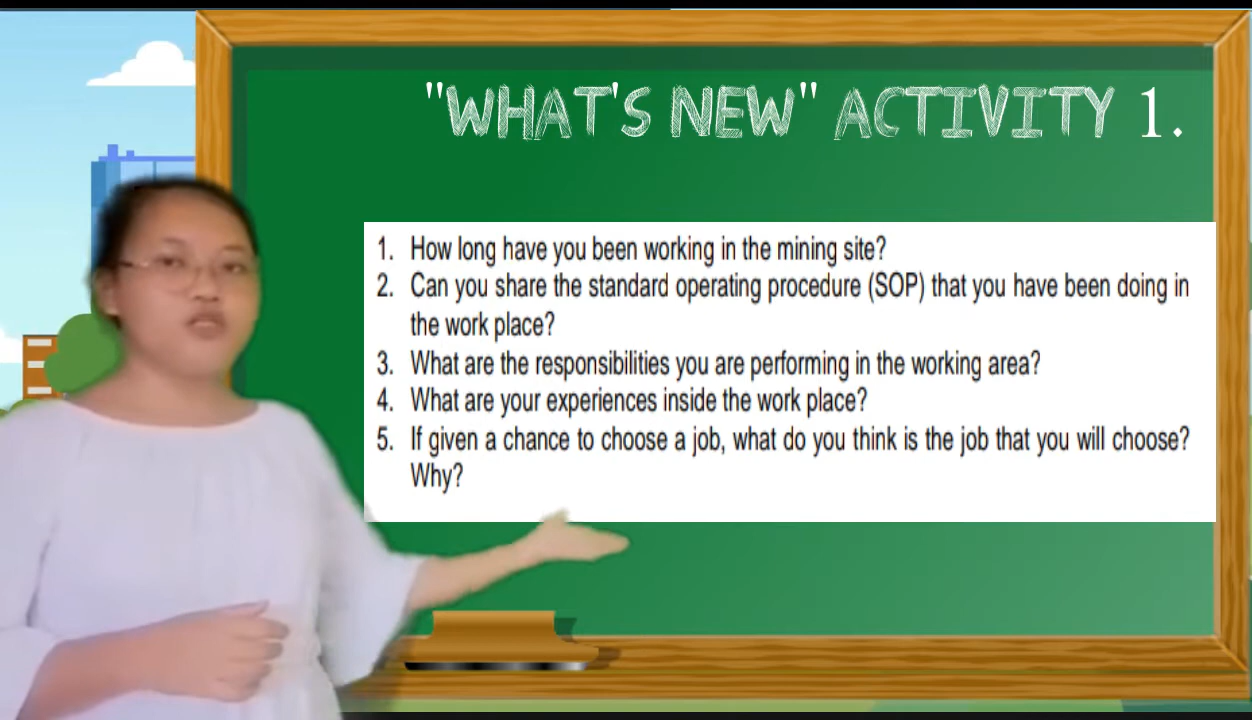 "WHAT'S NEW" ACTIVITY 1.
1. How long have you been working in the mining site?
2. Can you share the standard operating procedure (SOP) that you have been doing in
the work place?
3. What are the responsibilities you are performing in the working area?
4. What are your experiences inside the work place?
5. If given a chance to choose a job, what do you think is the job that you will choose?
Why?